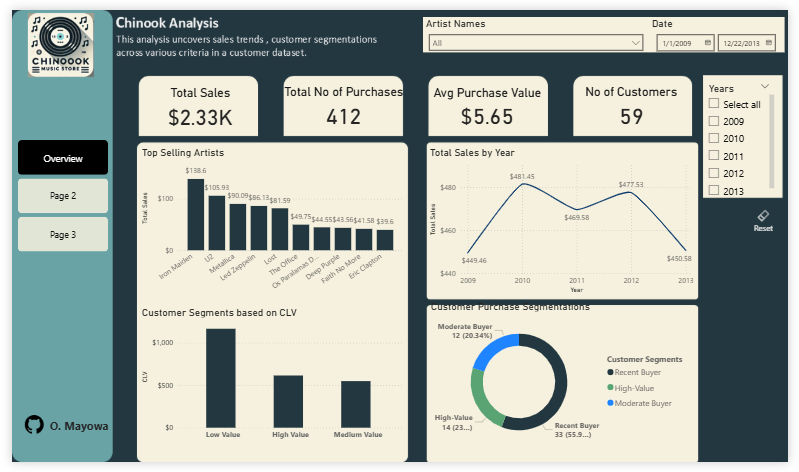 Chinook Analysis
This analysis uncovers sales trends , customer segmentations
across various criteria in a customer dataset.
CHINOOOK
MUSIC STORE
Artist Names
All
Date
1/1/2009
12/22/2013
Total Sales
$2.33K
Total No of Purchases
412
Avg Purchase Value
$5.65
No of Customers
59
Years
Select all
2009
2010
2011
2012
2013
Reset
Overview
Page 2
Page 3
O. Mayowa
Top Selling Artists
Total Sales
$100
$0
$138.6
$105.93
$90.09
$86.13
$81.59
$49.75
$44.55
$43.56
$41.58
$39.6
Iron Maiden
U2
Metallica
Led Zeppelin
Lost
The Office
Os Paralamas D...
Deep Purple
Faith No More
Eric Clapton
Total Sales by Year
Total Sales
$480
$460
$440
$449.46
$481.45
$469.58
$477.53
$450.58
2009
2010
2011
2012
2013
Year
Customer Segments based on CLV
CLV
$1,000
$500
$0
Low Value
High Value
Medium Value
Customer Purchase Segmentations
Moderate Buyer
12 (20.34%)
High-Value
14 (23...)
Recent Buyer
33 (55.9...)
Customer Segments
Recent Buyer
High-Value
Moderate Buyer